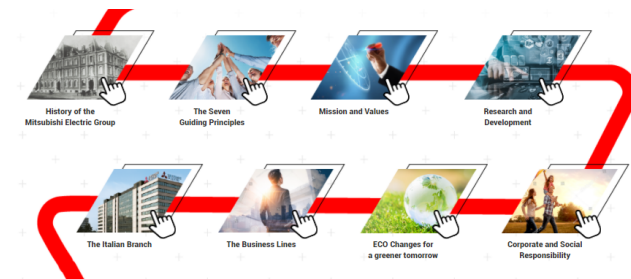 History of the
Mitsubishi Electric Group
The Seven
Guiding Principles
Mission and Values
Research and
Development
The Italian Branch
The Business Lines
ECO Changes for
a greener tomorrow
Corporate and Social
Responsibility